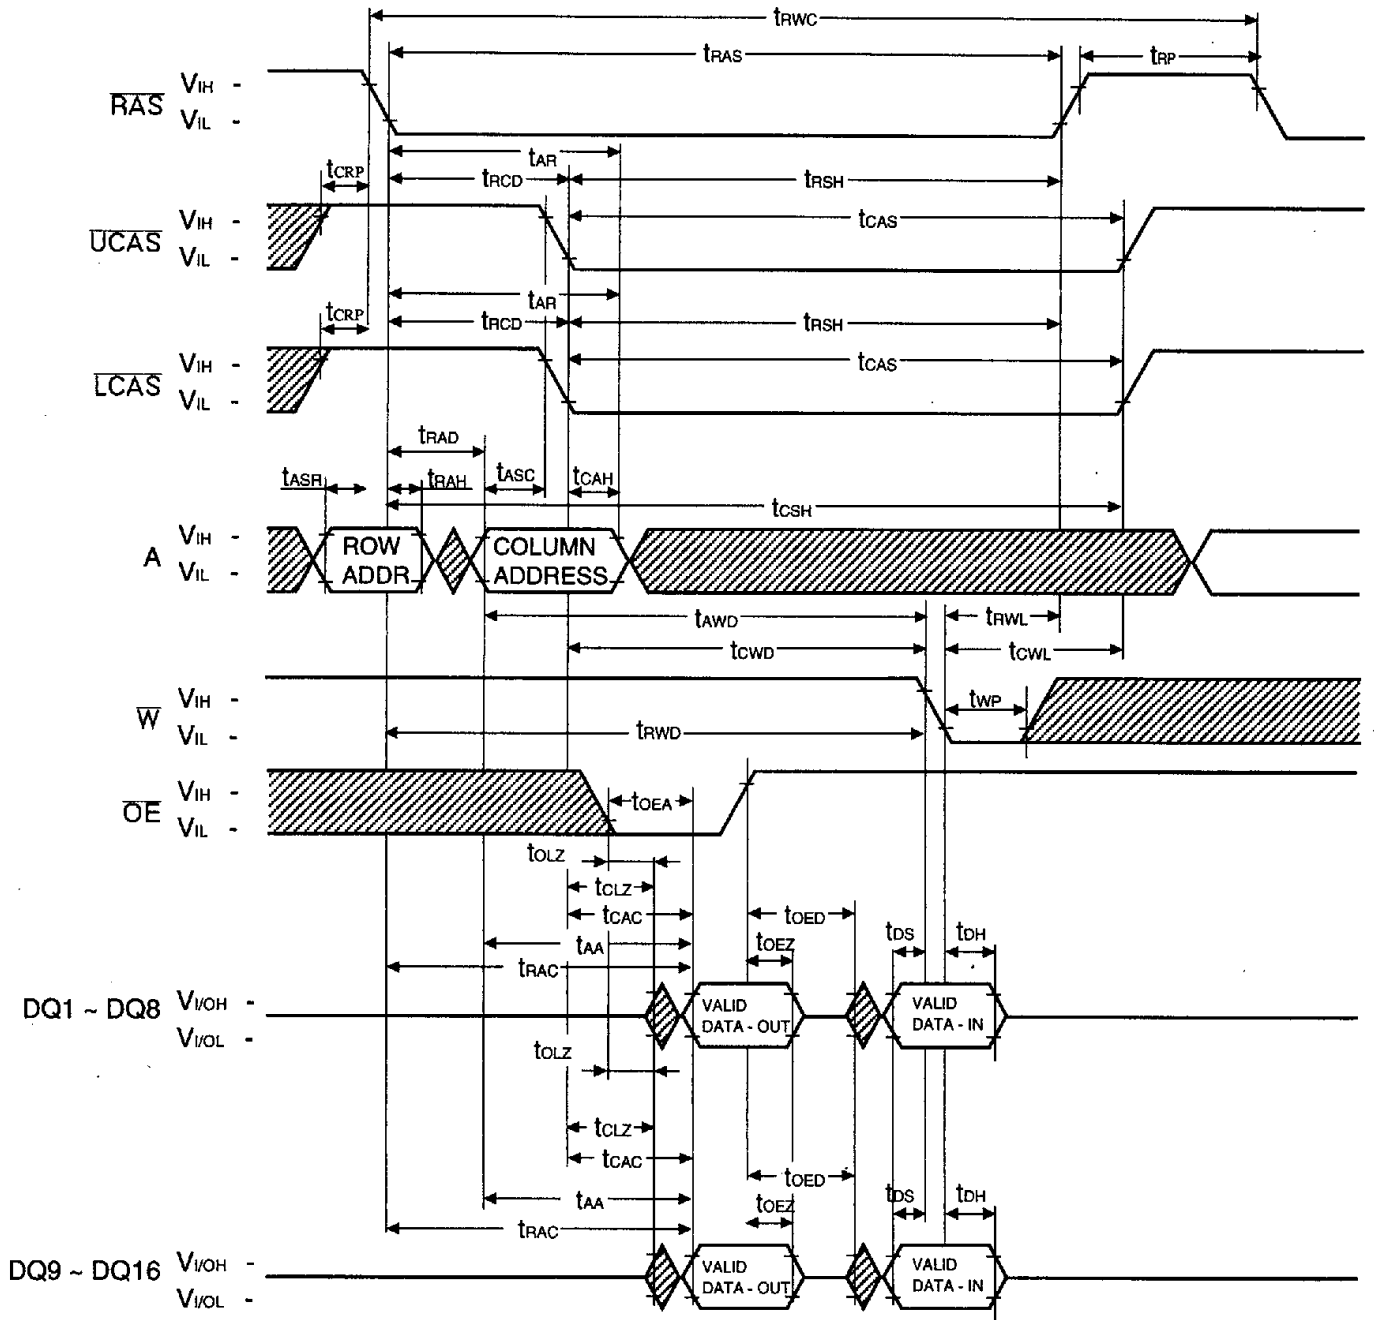 tRWC
tRAS
tRP
RAS VIH -
VIL -
tAR
tCRP
tRCD
tRSH
UCAS VIH -
VIL -
tCAS
tAR
tCRP
tRCD
tRSH
LCAS VIH -
VIL -
tCAS
tRAD
tASR
tRAH
tASC
tCAH
tCSH
A VIH -
VIL -
ROW
ADDR
COLUMN
ADDRESS
tAWD
tRWL
tCWD
tCWL
W VIH -
VIL -
tWP
tRWD
OE VIH -
VIL -
tOEA
tOLZ
tCLZ
tCAC
tOED
tAA
tOEZ
tDS
tDH
tRAC
DQ1 ~ DQ8 VI/OH -
VI/OL -
VALID
DATA - OUT
VALID
DATA - IN
tOLZ
tCLZ
tCAC
tOED
tAA
tOEZ
tDS
tDH
tRAC
DQ9 ~ DQ16 VI/OH -
VI/OL -
VALID
DATA - OUT
VALID
DATA - IN